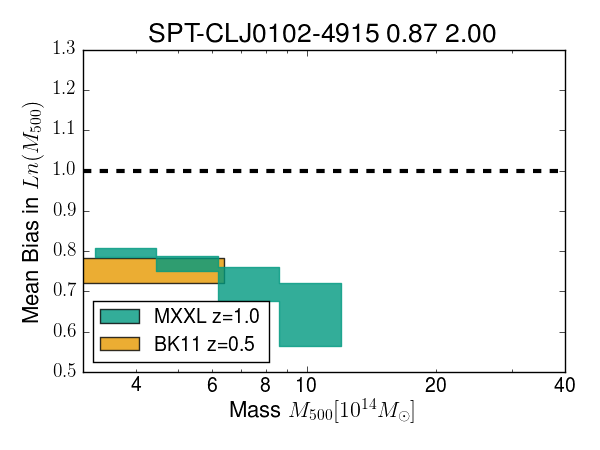 SPT-CLJ0102-4915 0.87 2.00
1.3
1.2
1.1
1.0
0.9
0.8
0.7
0.6
0.5
Mean Bias in Ln(M500)
MXXL z=1.0
BK11 z=0.5
4 6 8 10 20 40
Mass M500[10^14 M⊙]